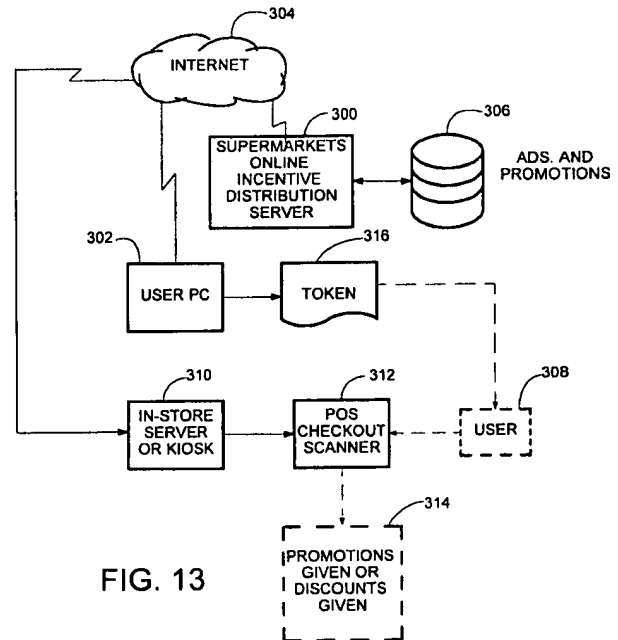 304
INTERNET
300
306
SUPERMARKETS
ONLINE
INCENTIVE
DISTRIBUTION
SERVER
ADS. AND
PROMOTIONS
302
316
USER PC
TOKEN
310
312
308
IN-STORE
SERVER
OR KIOSK
POS
CHECKOUT
SCANNER
USER
314
PROMOTIONS
GIVEN OR
DISCOUNTS
GIVEN
FIG. 13